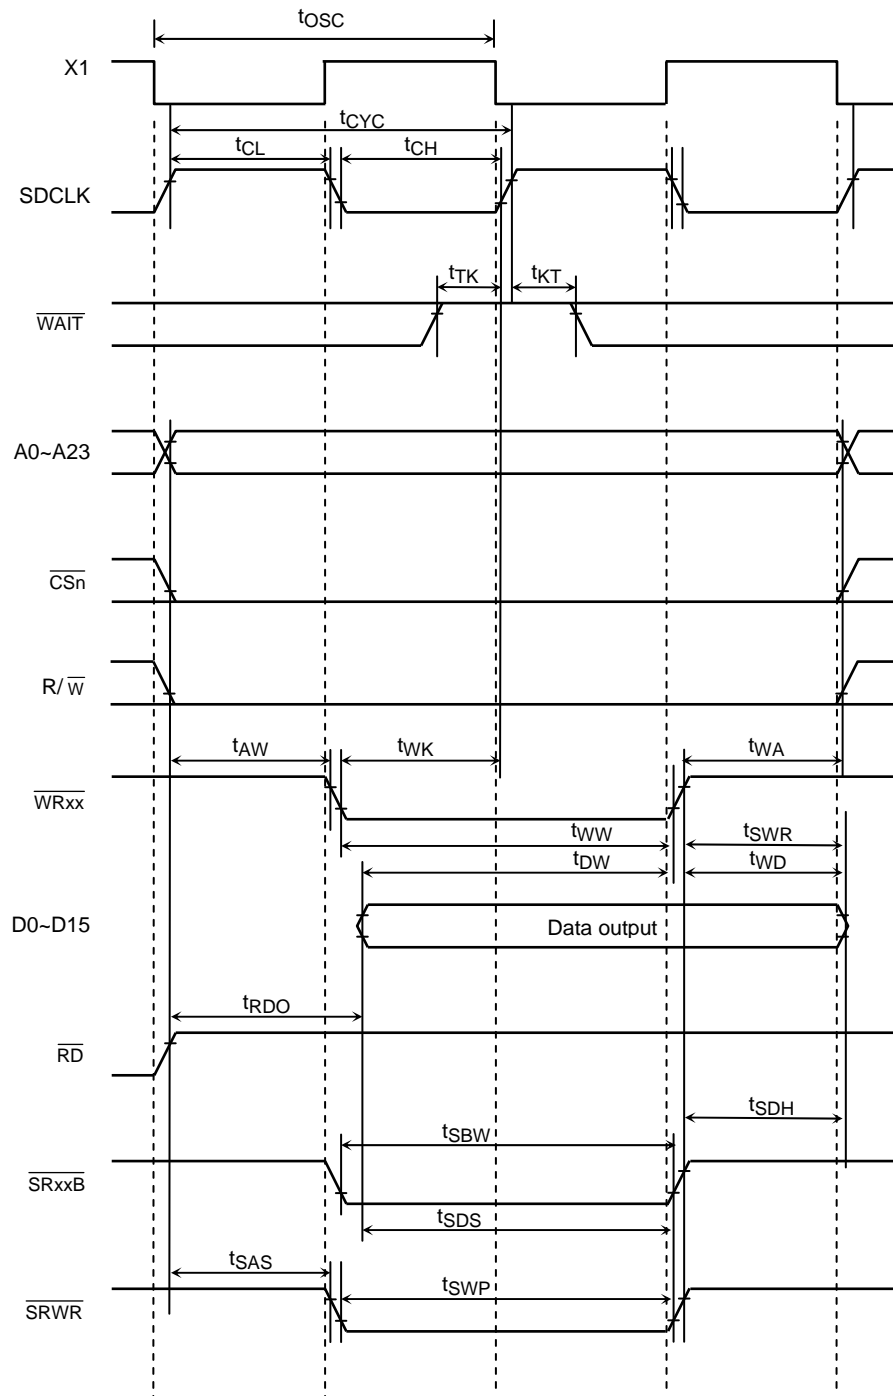 tOSC
X1
tCYC
tCL tCH
SDCLK
tTK tKT
WAIT
A0~A23
CSn
R/ W
tAW tWK tWA
WRxx
tWW tSWR
tDW tWD
D0~D15 Data output
tRDO
RD
tSDH
tSBW
SRxxB
tSDS
tSAS tSWP
SRWR